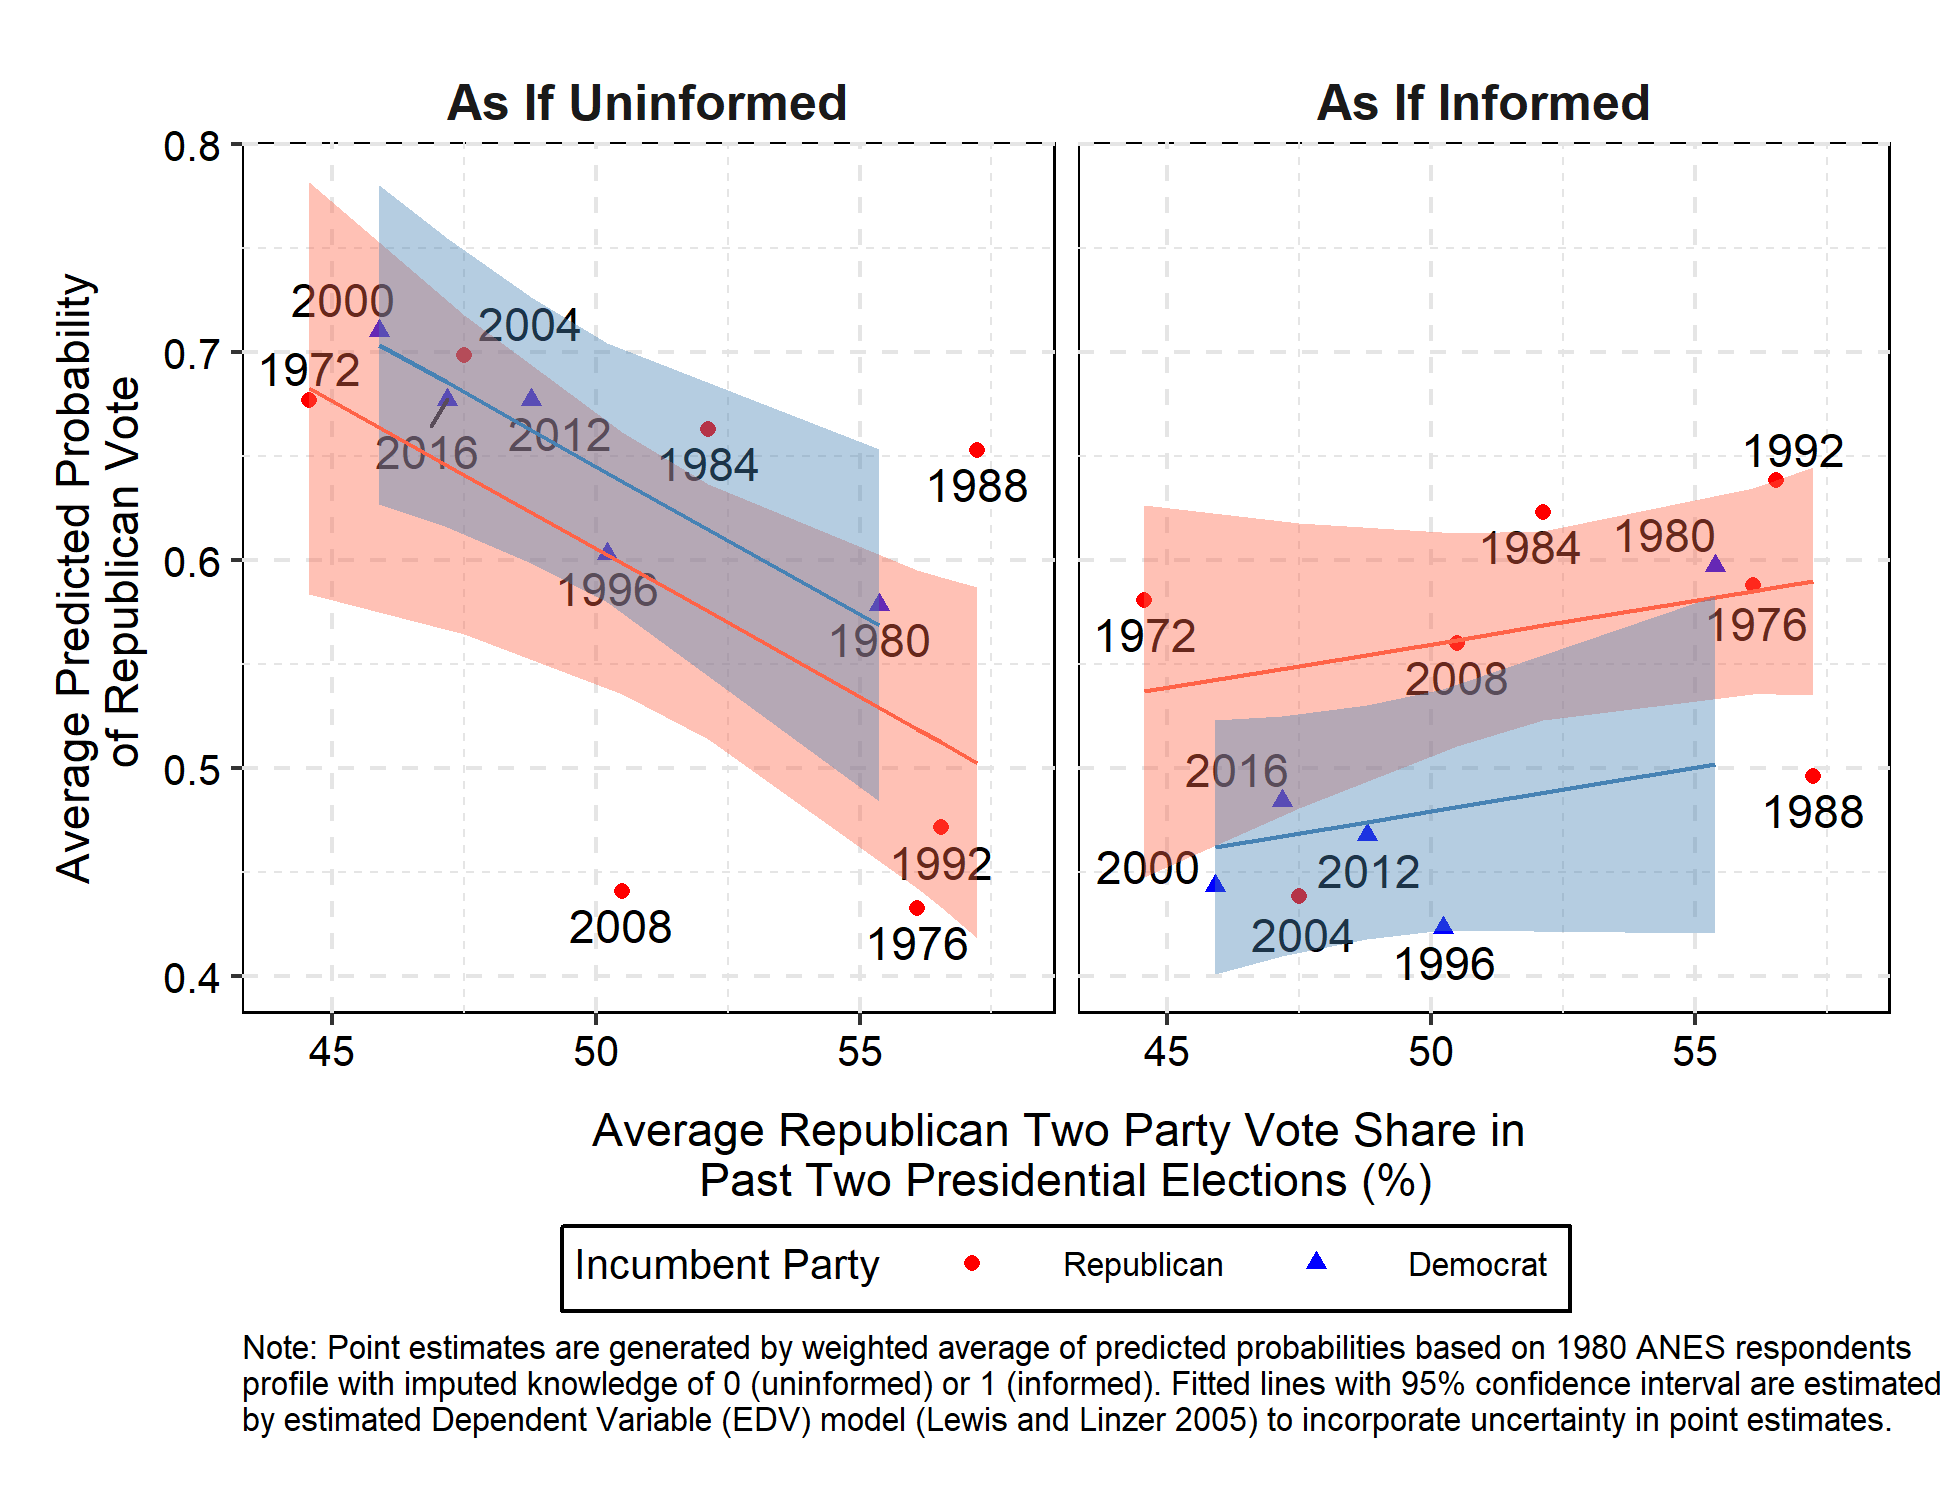 As If Uninformed
As If Informed
Average Predicted Probability
of Republican Vote
0.8
0.7
0.6
0.5
0.4
2000
2004
1972
2016
2012
1984
1988
1996
1980
1992
2008
1976
1992
1984
1980
1972
1976
2008
2016
1988
2000
2012
2004
1996
45
50
55
45
50
55
Average Republican Two Party Vote Share in
Past Two Presidential Elections (%)
Incumbent Party
Republican
Democrat
Note: Point estimates are generated by weighted average of predicted probabilities based on 1980 ANES respondents
profile with imputed knowledge of 0 (uninformed) or 1 (informed). Fitted lines with 95% confidence interval are estimated
by estimated Dependent Variable (EDV) model (Lewis and Linzer 2005) to incorporate uncertainty in point estimates.